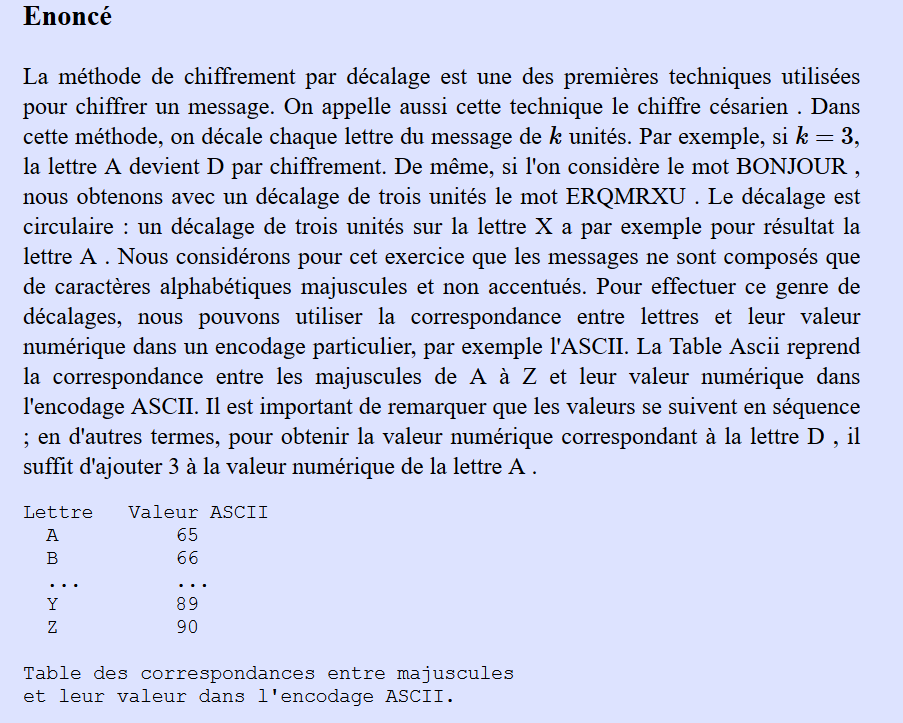 Enoncé
La méthode de chiffrement par décalage est une des premières techniques utilisées
pour chiffrer un message. On appelle aussi cette technique le chiffre césarien . Dans
cette méthode, on décale chaque lettre du message de k unités. Par exemple, si k = 3,
la lettre A devient D par chiffrement. De même, si l'on considère le mot BONJOUR ,
nous obtenons avec un décalage de trois unités le mot ERQMRXU . Le décalage est
circulaire : un décalage de trois unités sur la lettre X a par exemple pour résultat la
lettre A . Nous considérons pour cet exercice que les messages ne sont composés que
de caractères alphabétiques majuscules et non accentués. Pour effectuer ce genre de
décalages, nous pouvons utiliser la correspondance entre lettres et leur valeur
numérique dans un encodage particulier, par exemple l'ASCII. La Table Ascii reprend
la correspondance entre les majuscules de A à Z et leur valeur numérique dans
l'encodage ASCII. Il est important de remarquer que les valeurs se suivent en séquence
; en d'autres termes, pour obtenir la valeur numérique correspondant à la lettre D , il
suffit d'ajouter 3 à la valeur numérique de la lettre A .
Lettre Valeur ASCII
A 65
B 66
... ...
Y 89
Z 90
Table des correspondances entre majuscules
et leur valeur dans l'encodage ASCII.